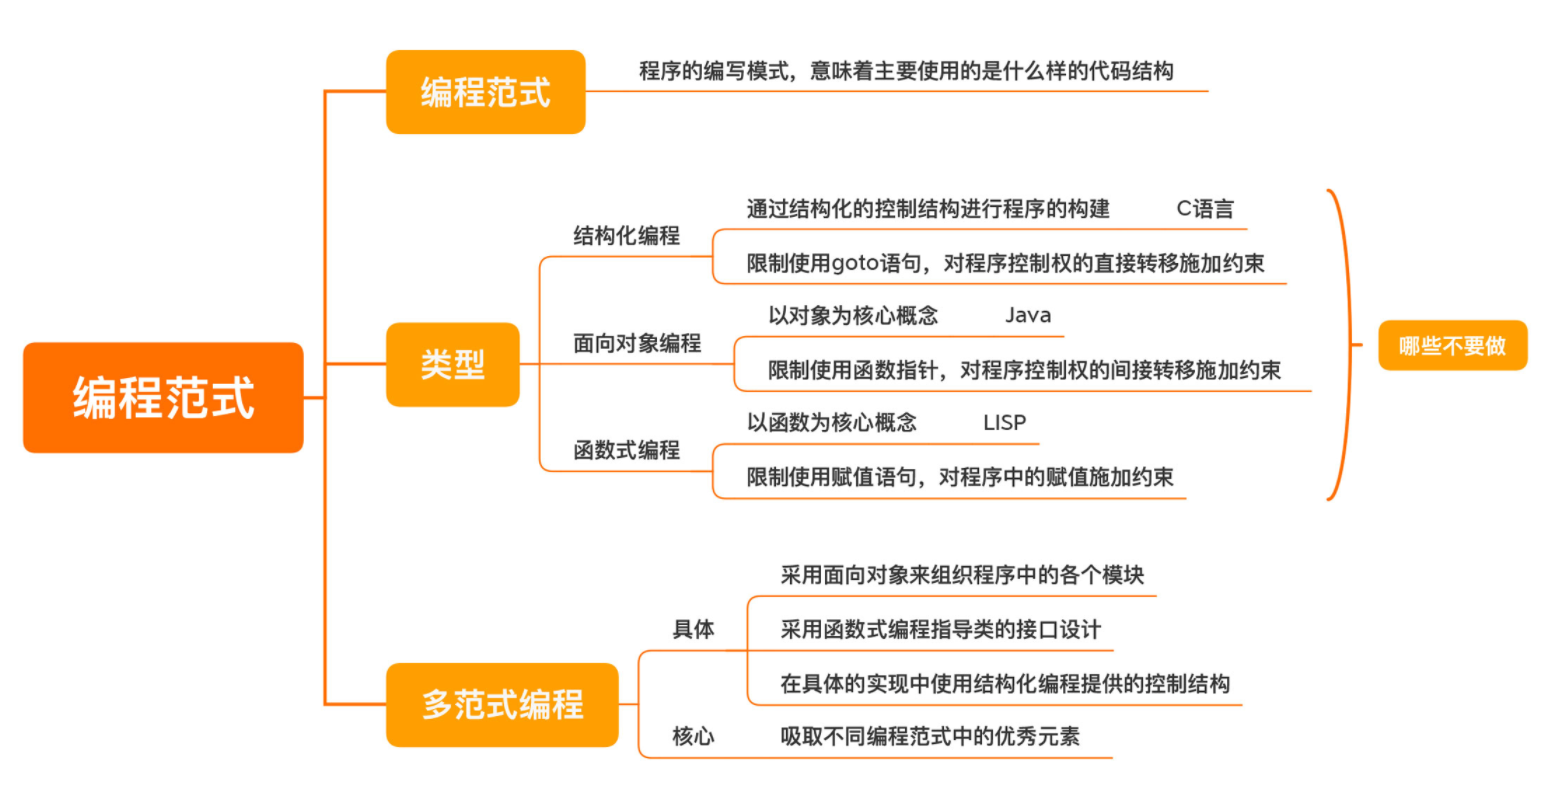 编程范式
编程范式
程序的编写模式，意味着主要使用的是什么样的代码结构
类型
结构化编程
通过结构化的控制结构进行程序的构建 C语言
限制使用goto语句，对程序控制权的直接转移施加约束
面向对象编程
以对象为核心概念 Java
限制使用函数指针，对程序控制权的间接转移施加约束
函数式编程
以函数为核心概念 LISP
限制使用赋值语句，对程序中的赋值施加约束
哪些不要做
多范式编程
具体
采用面向对象来组织程序中的各个模块
采用函数式编程指导类的接口设计
在具体的实现中使用结构化编程提供的控制结构
核心
吸取不同编程范式中的优秀元素